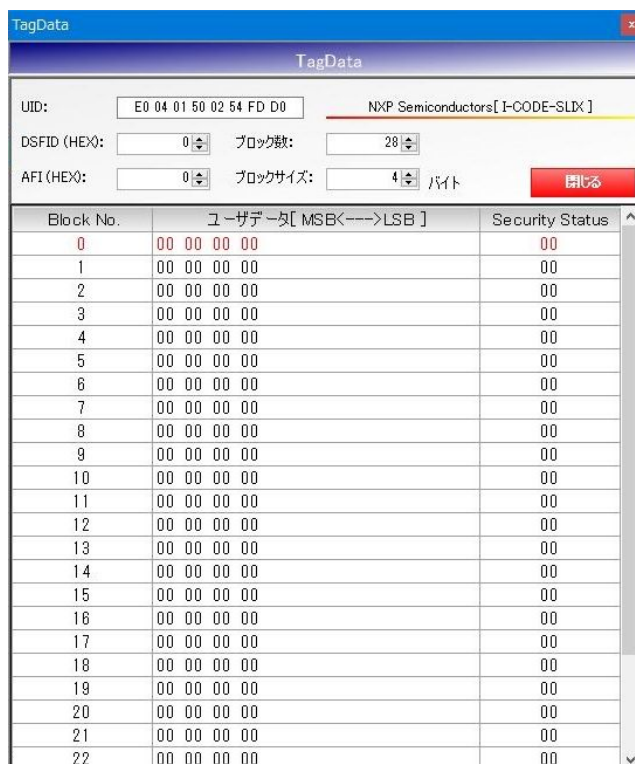 TagData
TagData
UID: E0 04 01 50 02 54 FD D0 NXP Semiconductors[ I-CODE-SLIX ]
DSFID (HEX): 0 ブロック数: 28
AFI (HEX): 0 ブロックサイズ: 4 バイト 閉じる
Block No. ユーザデータ[ MSB<--->LSB ] Security Status
0 00 00 00 00 00
1 00 00 00 00 00
2 00 00 00 00 00
3 00 00 00 00 00
4 00 00 00 00 00
5 00 00 00 00 00
6 00 00 00 00 00
7 00 00 00 00 00
8 00 00 00 00 00
9 00 00 00 00 00
10 00 00 00 00 00
11 00 00 00 00 00
12 00 00 00 00 00
13 00 00 00 00 00
14 00 00 00 00 00
15 00 00 00 00 00
16 00 00 00 00 00
17 00 00 00 00 00
18 00 00 00 00 00
19 00 00 00 00 00
20 00 00 00 00 00
21 00 00 00 00 00
22 00 00 00 00 00